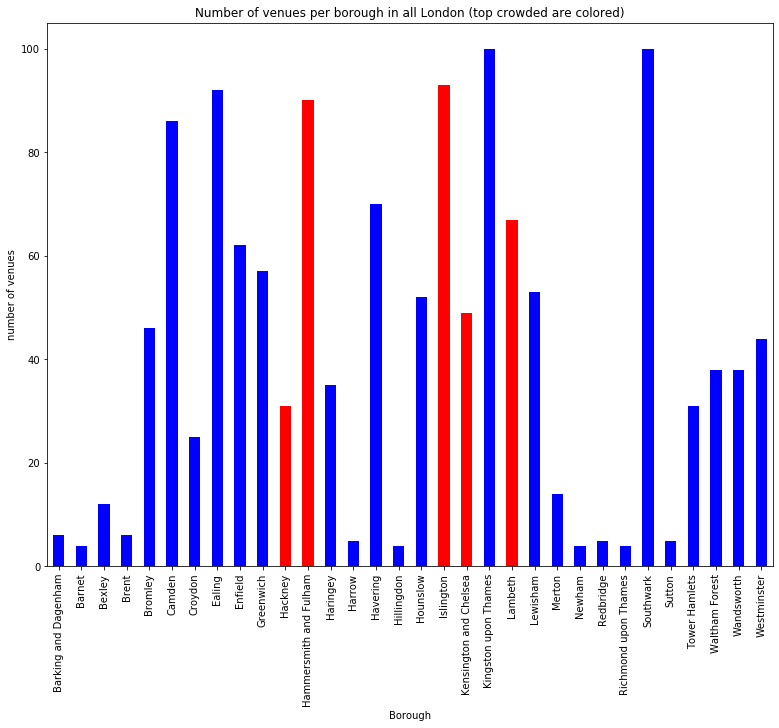 Number of venues per borough in all London (top crowded are colored)
100
80
60
40
20
0
number of venues
Barking and Dagenham
Barnet
Bexley
Brent
Bromley
Camden
Croydon
Ealing
Enfield
Greenwich
Hackney
Hammersmith and Fulham
Haringey
Harrow
Havering
Hillingdon
Hounslow
Islington
Kensington and Chelsea
Kingston upon Thames
Lambeth
Lewisham
Merton
Newham
Redbridge
Richmond upon Thames
Southwark
Sutton
Tower Hamlets
Waltham Forest
Wandsworth
Westminster
Borough